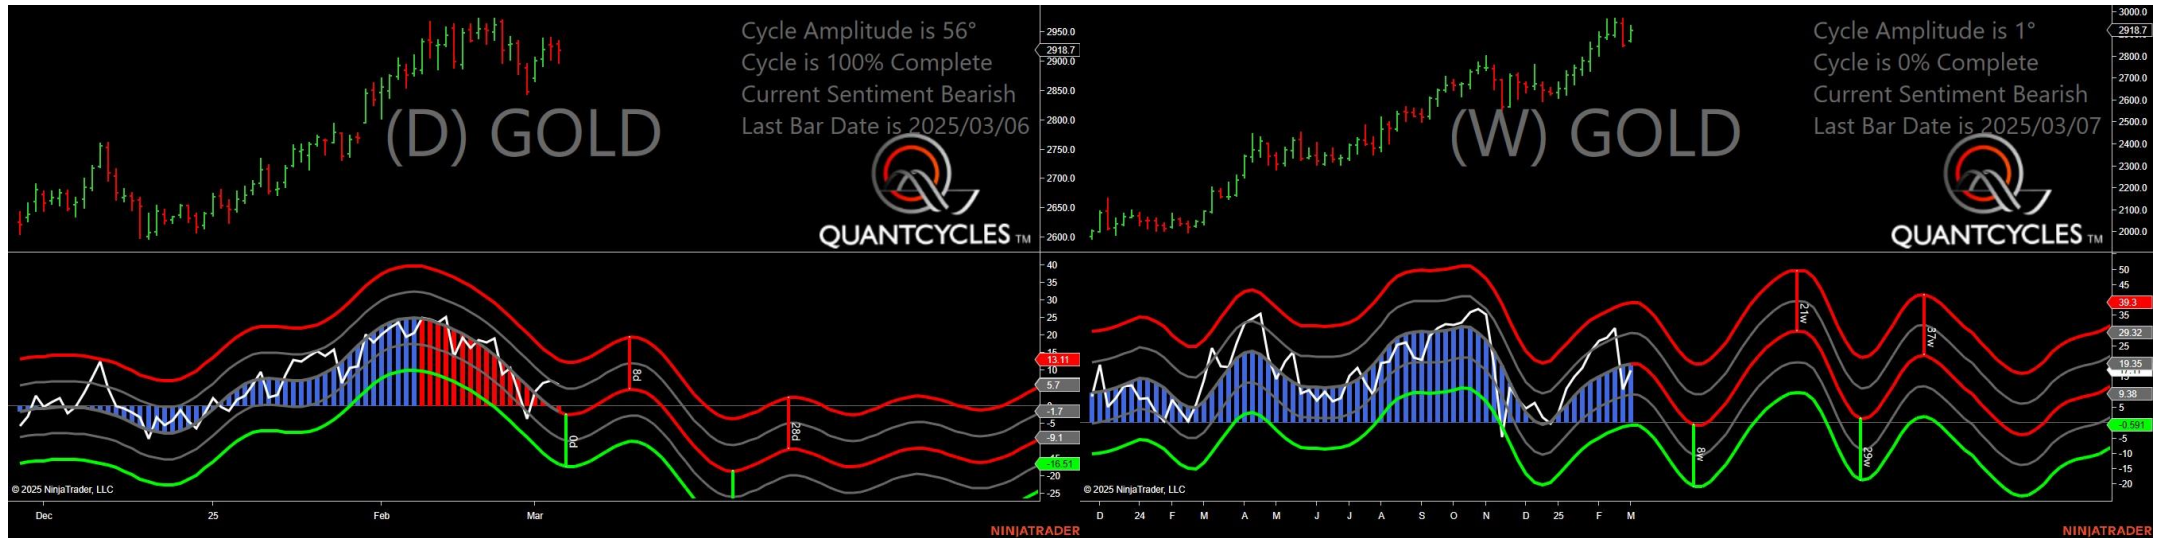 Cycle Amplitude is 56°
Cycle is 100% Complete
Current Sentiment Bearish
Last Bar Date is 2025/03/06
(D) GOLD
QUANTCYCLES TM
2950.0
2918.7
2900.0
2850.0
2800.0
2750.0
2700.0
2650.0
2600.0
40
35
30
25
20
15
13.11
10
5.7
-1.7
-5
-9.1
-16.51
-20
-25
8d
0d
28d
© 2025 NinjaTrader, LLC
Dec 25 Feb Mar
NINJATRADER
Cycle Amplitude is 1°
Cycle is 0% Complete
Current Sentiment Bearish
Last Bar Date is 2025/03/07
(W) GOLD
QUANTCYCLES TM
3000.0
2918.7
2800.0
2700.0
2600.0
2500.0
2400.0
2300.0
2200.0
2100.0
2000.0
50
45
39.3
35
29.32
25
19.35
15
9.38
5
-0.591
-5
-10
-15
-20
21w
37w
8w
29w
© 2025 NinjaTrader, LLC
D 24 F M A M J J A S O N D 25 F M
NINJATRADER